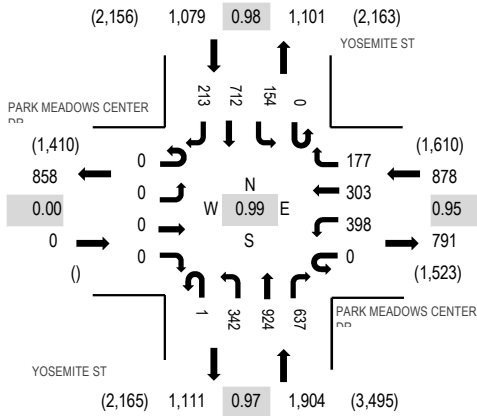 (2,156) 1,079 0.98 1,101 (2,163)
YOSEMITE ST
213 712 154 0
PARK MEADOWS CENTER
(1,410)
858
0.00
0
()
0
0
0
0
N
W 0.99 E
S
177
303
398
0
(1,610)
878
0.95
791
(1,523)
1 342 924 637
PARK MEADOWS CENTER
YOSEMITE ST
(2,165) 1,111 0.97 1,904 (3,495)